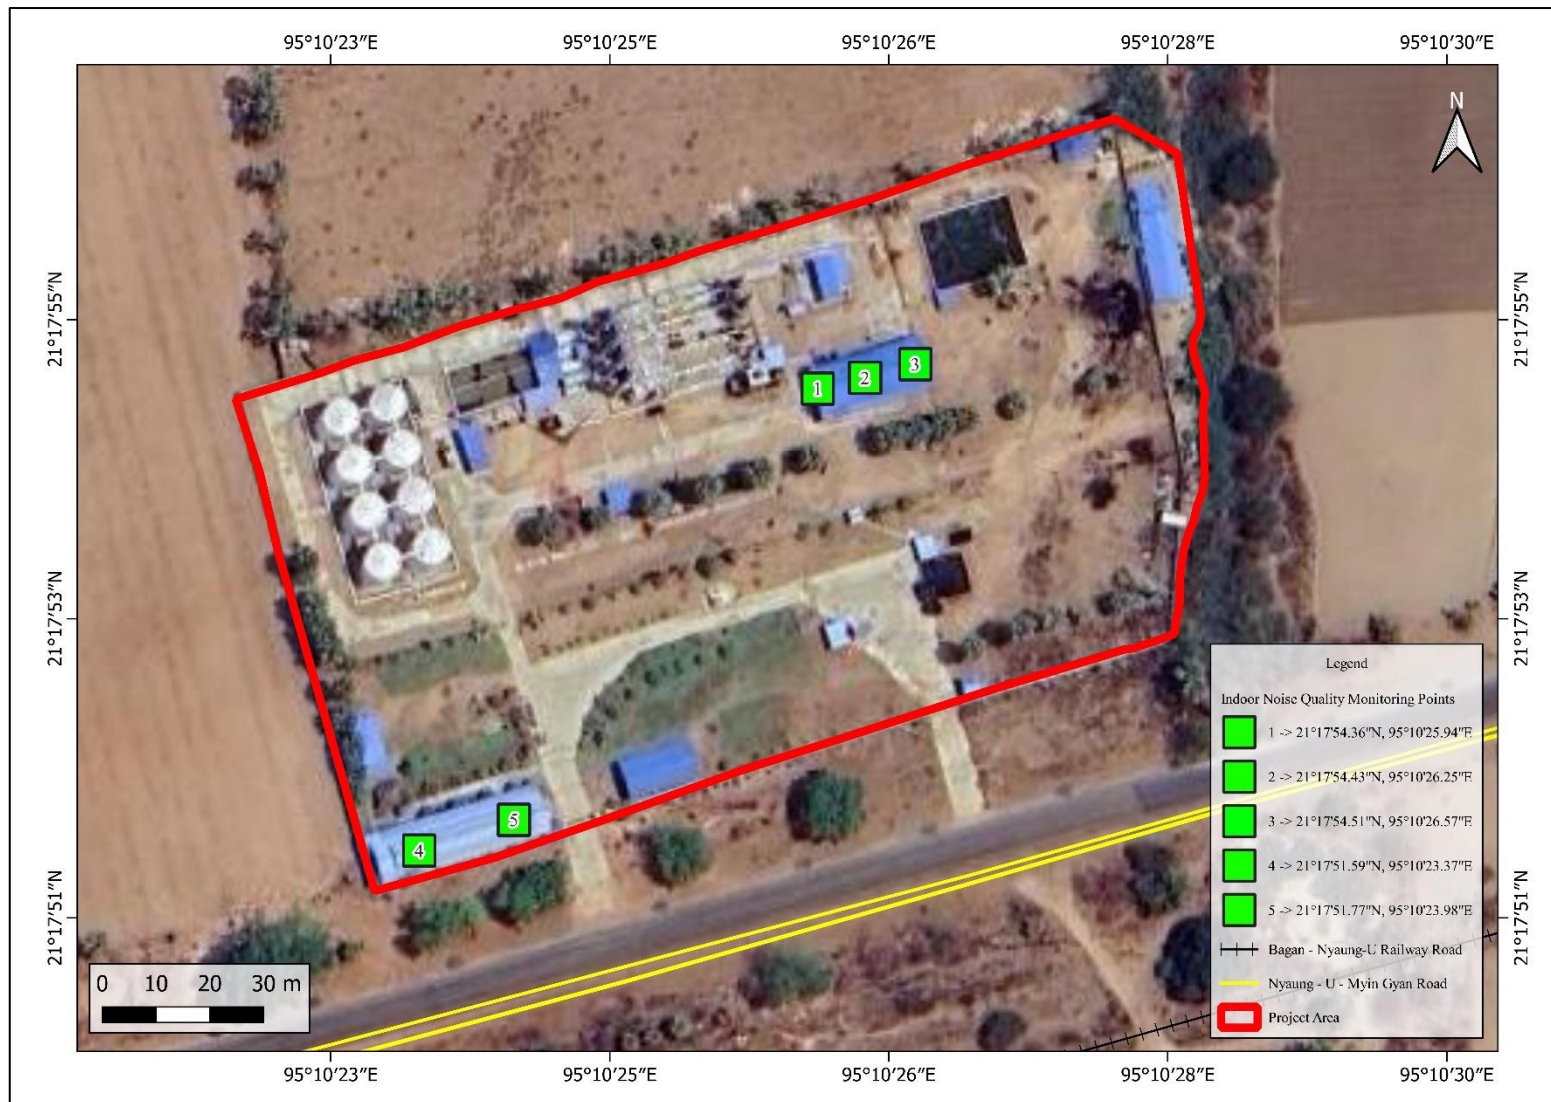 95°10'23"E 95°10'25"E 95°10'26"E 95°10'28"E 95°10'30"E
N
21°17'55"N 21°17'55"N
1 2 3
21°17'53"N 21°17'53"N
Legend
Indoor Noise Quality Monitoring Points
1 -> 21°17'54.36"N, 95°10'25.94"E
2 -> 21°17'54.43"N, 95°10'26.25"E
3 -> 21°17'54.51"N, 95°10'26.57"E
4 -> 21°17'51.59"N, 95°10'23.37"E
5 -> 21°17'51.77"N, 95°10'23.98"E
Bagan - Nyaung-U Railway Road
Nyaung - U - Myin Gyan Road
Project Area
4 5
21°17'51"N 21°17'51"N
0 10 20 30 m
95°10'23"E 95°10'25"E 95°10'26"E 95°10'28"E 95°10'30"E